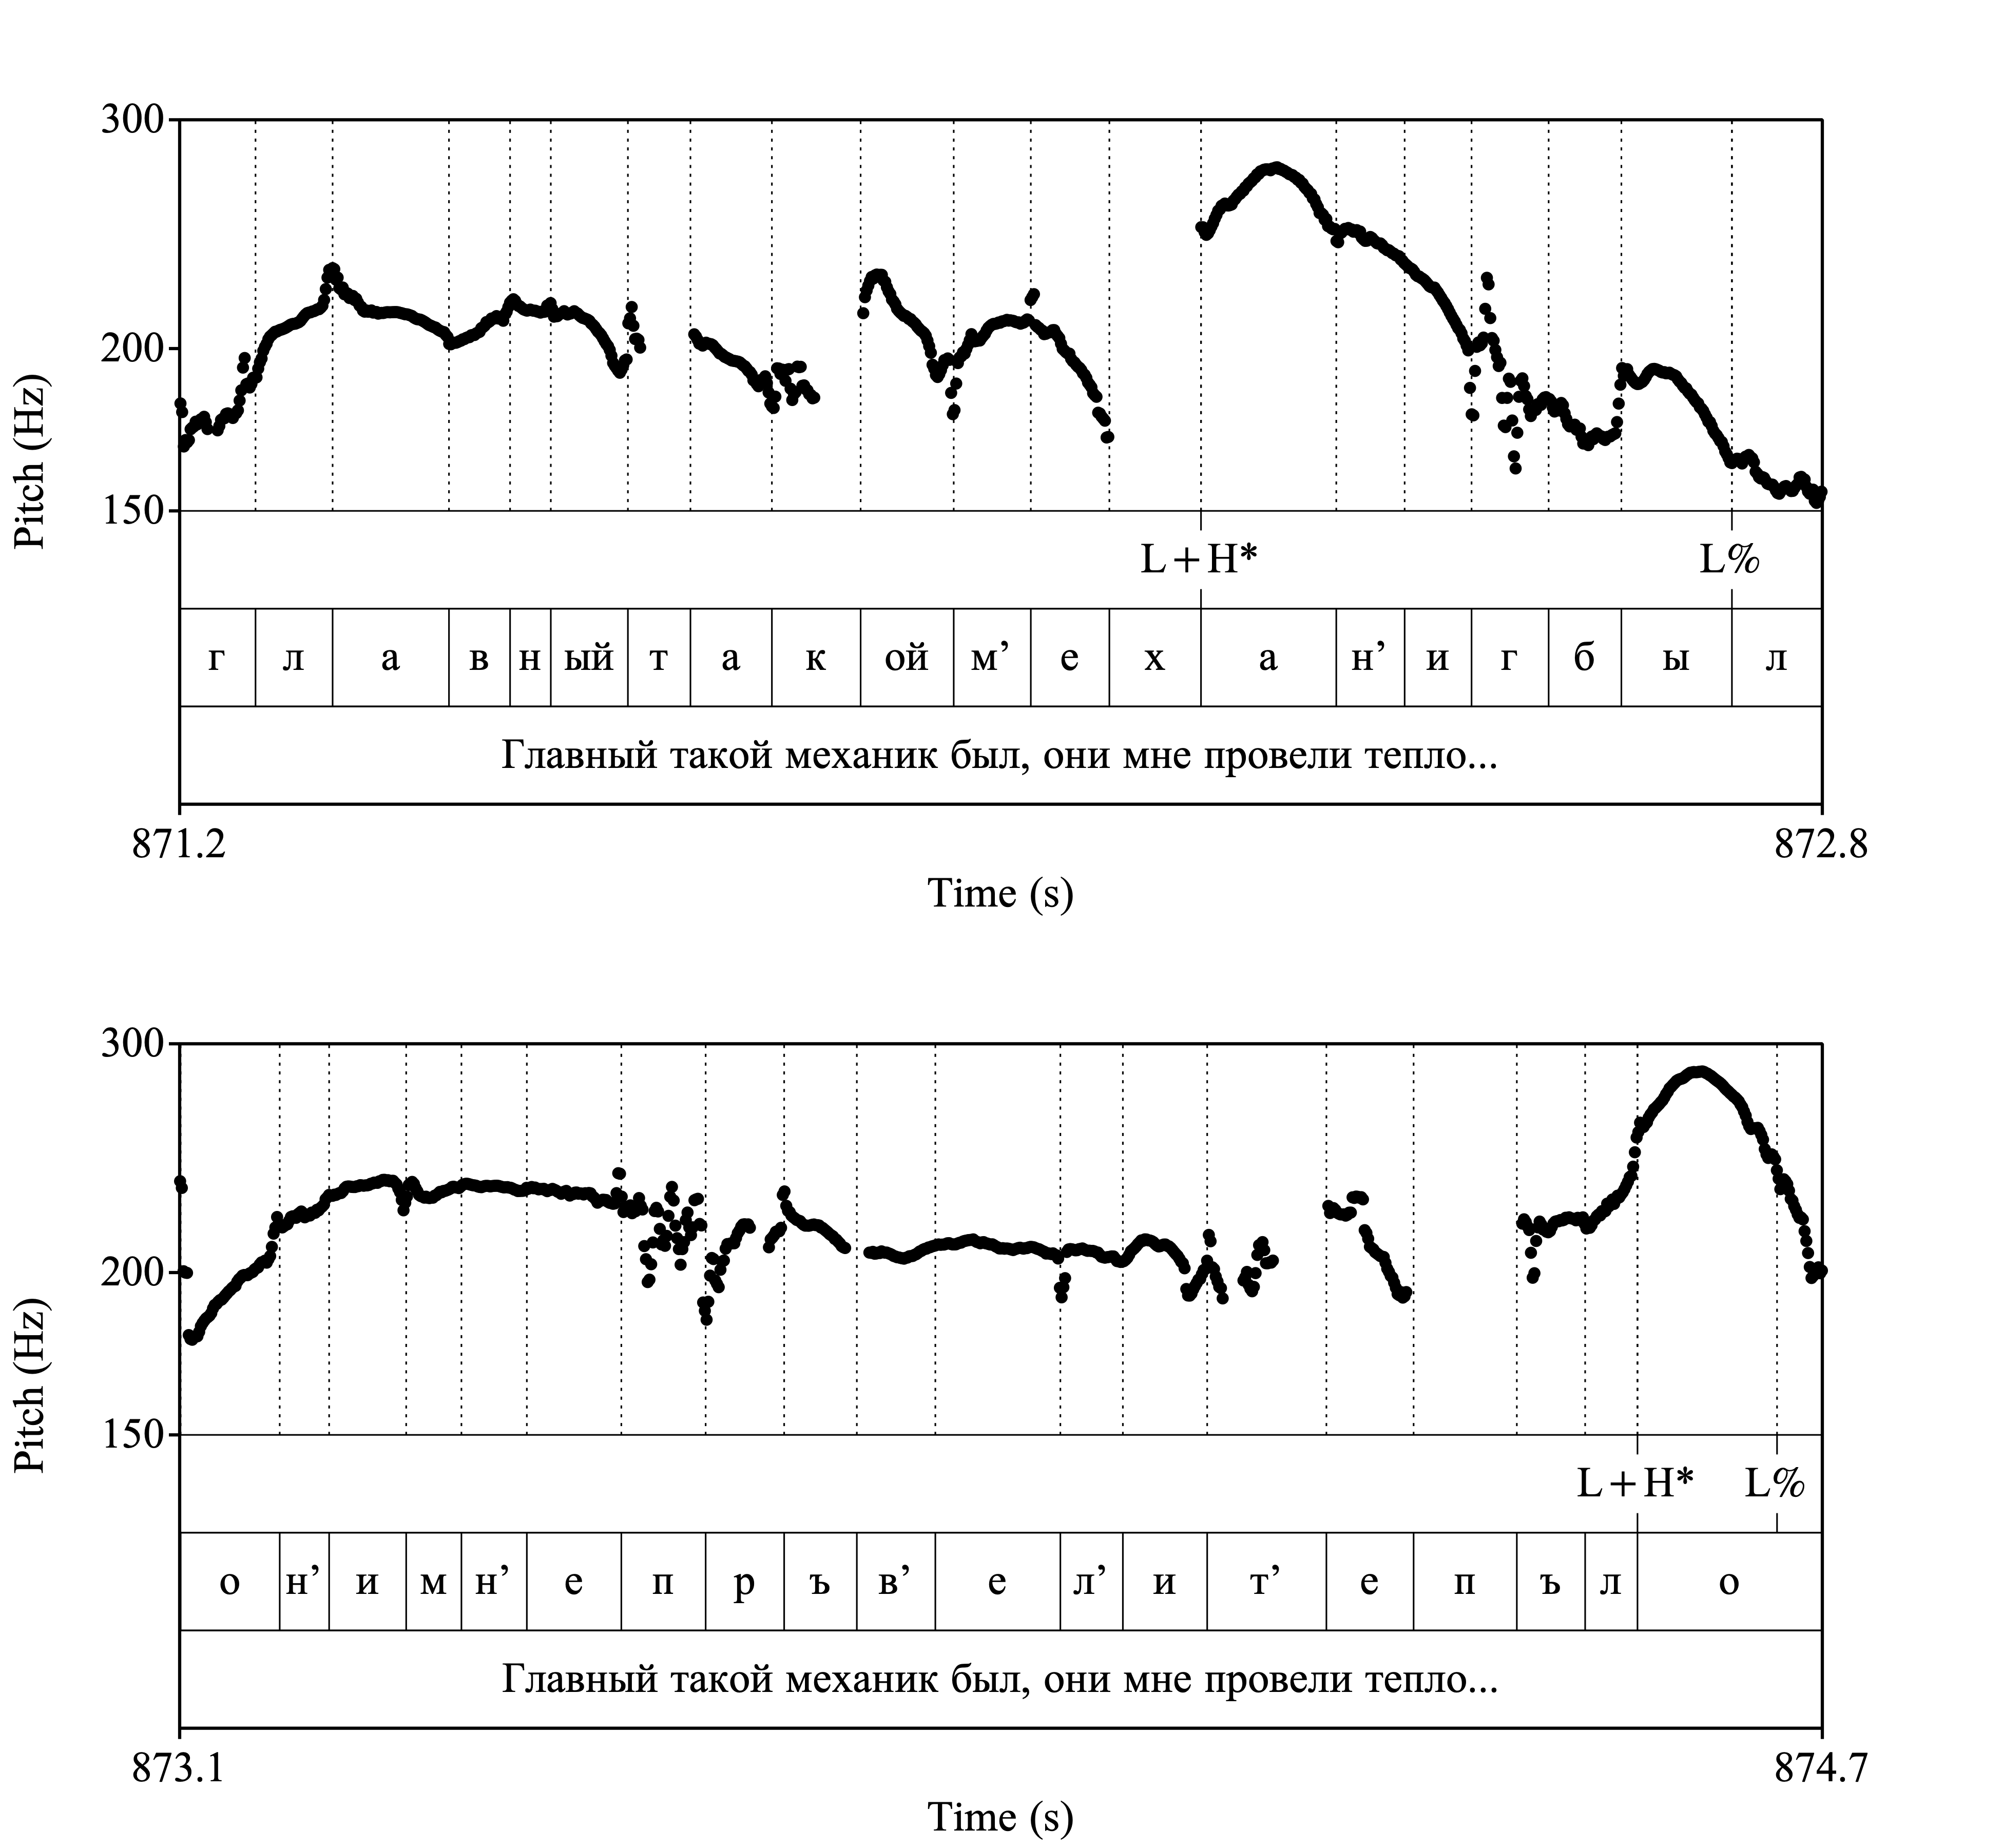 300
200
150
Pitch (Hz)
L+H* L%
г л а в н ый т а к ой м’ е х а н’ и г б ы л
Главный такой механик был, они мне провели тепло...
871.2 872.8
Time (s)
300
200
150
Pitch (Hz)
L+H* L%
о н’ и м н’ е п р ъ в’ е л’ и т’ е п ъ л о
Главный такой механик был, они мне провели тепло...
873.1 874.7
Time (s)